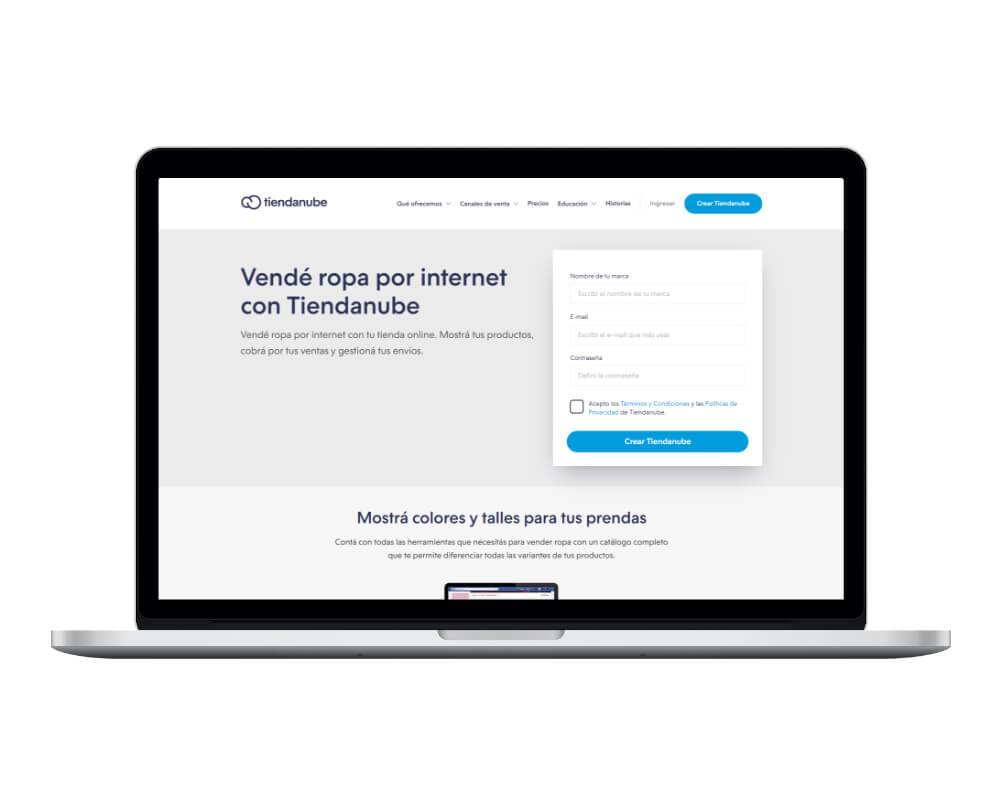 tiendanube
Qué ofrecemos Canales de venta Precios Educación Historias Ingresar Crear Tiendanube
Vendé ropa por internet
con Tiendanube
Vendé ropa por internet con tu tienda online. Mostrá tus productos,
cobrá por tus ventas y gestioná tus envíos.
Nombre de tu marca
Escribí el nombre de tu marca
E-mail
Escribí el e-mail que más usás
Contraseña
Definí la contraseña
Acepto los Términos y Condiciones y las Políticas de
Privacidad de Tiendanube.
Crear Tiendanube
Mostrá colores y talles para tus prendas
Contá con todas las herramientas que necesitás para vender ropa con un catálogo completo
que te permite diferenciar todas las variantes de tus productos.